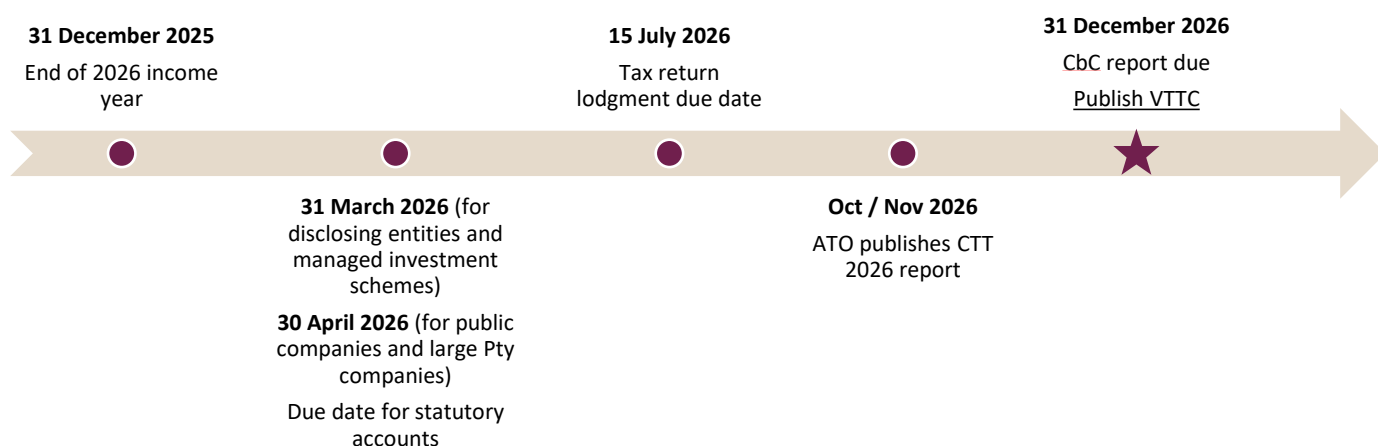 31 December 2025
End of 2026 income
year
31 March 2026 (for
disclosing entities and
managed investment
schemes)
30 April 2026 (for public
companies and large Pty
companies)
Due date for statutory
accounts
15 July 2026
Tax return
lodgment due date
Oct / Nov 2026
ATO publishes CTT
2026 report
31 December 2026
CbC report due
Publish VTTC